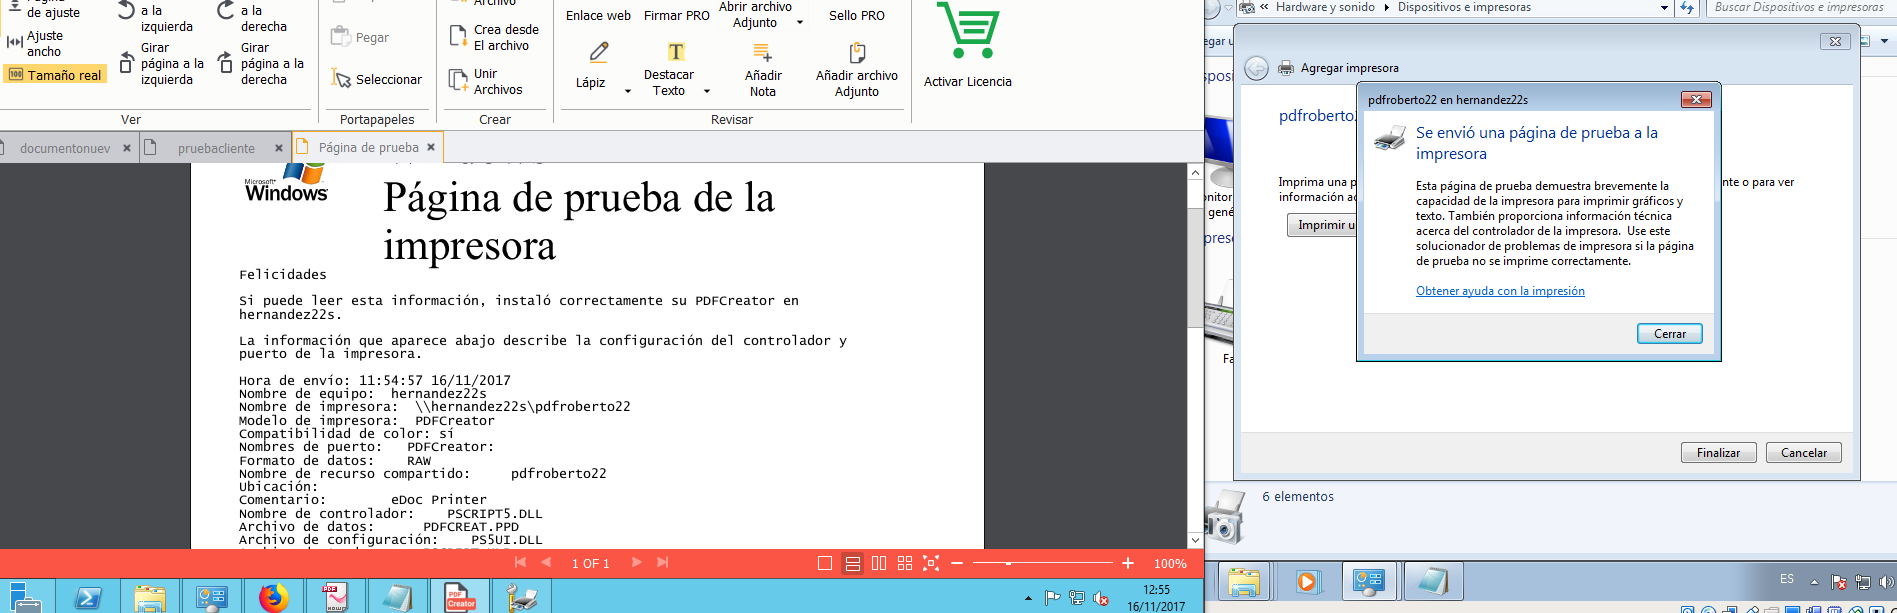 de ajuste
Ajuste
ancho
Tamaño real
a la
izquierda
Girar
página a la
izquierda
a la
derecha
Girar
página a la
derecha
Ver
Pegar
Seleccionar
Portapapeles
Archivo
Crea desde
El archivo
Unir
Archivos
Crear
Enlace web
Firmar PRO
Abrir archivo
Adjunto
Sello PRO
Lápiz
Destacar
Texto
Añadir
Nota
Añadir archivo
Adjunto
Revisar
Activar Licencia
documentonuev
pruebacliente
Página de prueba
Microsoft
Windows
Página de prueba de la
impresora
Felicidades
Si puede leer esta información, instaló correctamente su PDFCreator en
hernandez22s.
La información que aparece abajo describe la configuración del controlador y
puerto de la impresora.
Hora de envío: 11:54:57 16/11/2017
Nombre de equipo: hernandez22s
Nombre de impresora: \\hernandez22s\pdfroberto22
Modelo de impresora: PDFCreator
Compatibilidad de color: sí
Nombres de puerto: PDFCreator:
Formato de datos: RAW
Nombre de recurso compartido: pdfroberto22
Ubicación:
Comentario: eDoc Printer
Nombre de controlador: PSCRIPT5.DLL
Archivo de datos: PDFCREAT.PPD
Archivo de configuración: PS5UI.DLL
1 OF 1
100%
PDF
Creator
12:55
16/11/2017
« Hardware y sonido
Dispositivos e impresoras
Buscar Dispositivos e impresoras
Agregar impresora
pdfroberto
Imprima una p
información ac
nte o para ver
Imprimir u
pdfroberto22 en hernandez22s
Se envió una página de prueba a la
impresora
Esta página de prueba demuestra brevemente la
capacidad de la impresora para imprimir gráficos y
texto. También proporciona información técnica
acerca del controlador de la impresora. Use este
solucionador de problemas de impresora si la página
de prueba no se imprime correctamente.
Obtener ayuda con la impresión
Cerrar
Finalizar
Cancelar
6 elementos
ES